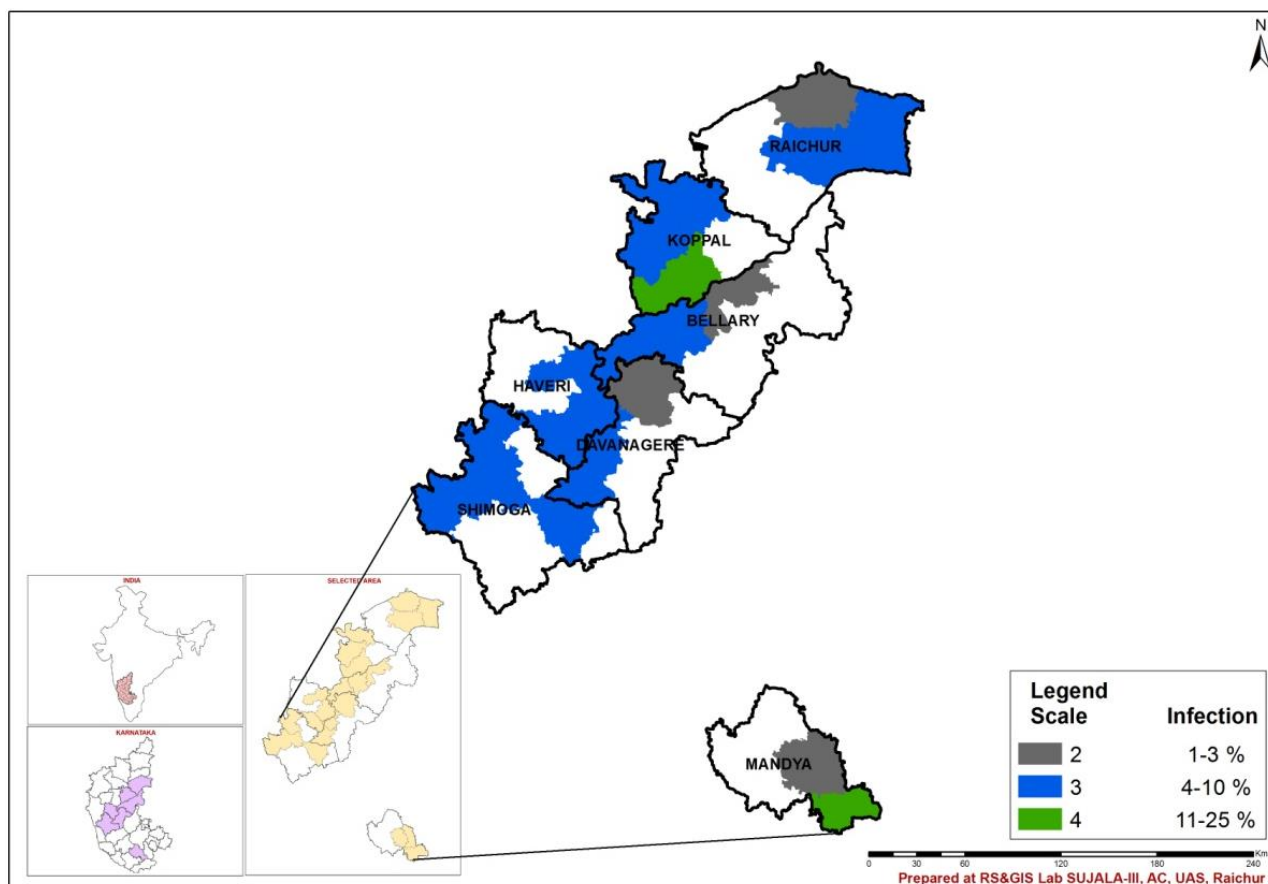 N
RAICHUR
KOPPAL
BELLARY
HAVERI
DAVANAGERE
SHIMOGA
INDIA
SELECTED AREA
KARNATAKA
MANDYA
Legend
Scale Infection
2 1-3 %
3 4-10 %
4 11-25 %
Km
0 30 60 120 180 240
Prepared at RS&GIS Lab SUJALA-III, AC, UAS, Raichur